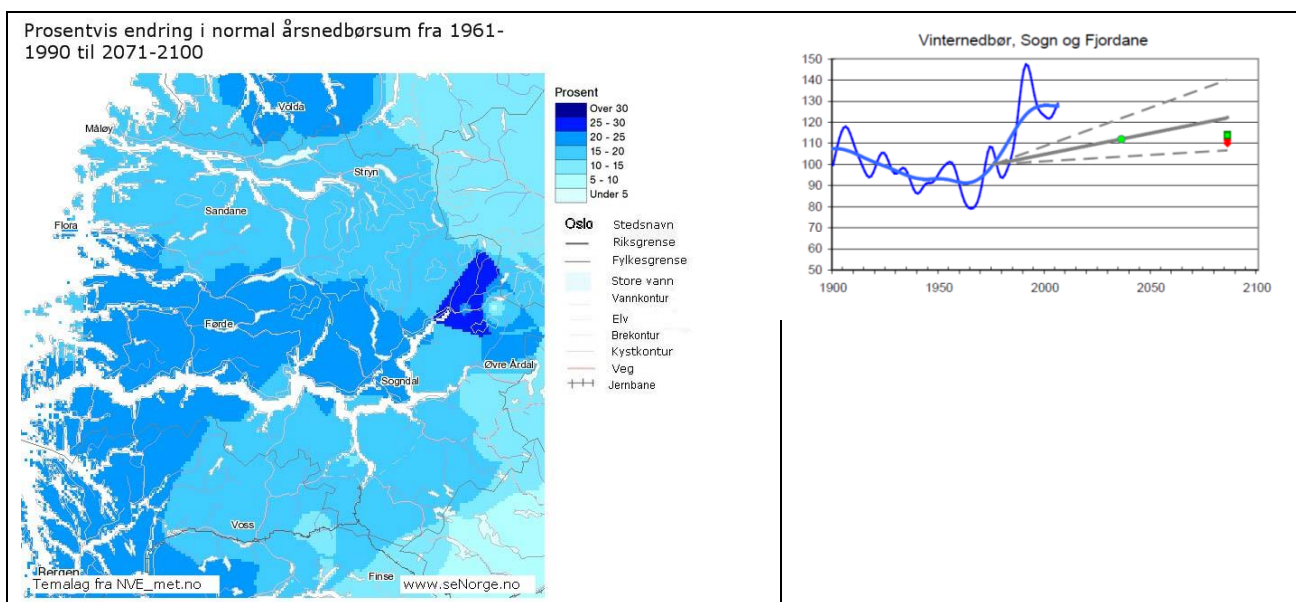 Prosentvis endring i normal årsnedbørsum fra 1961-
1990 til 2071-2100
Volda
Måløy
Stryn
Sandane
Flora
Førde
Øvre Årdal
Sogndal
Voss
Bergen
Finse
Temalag fra NVE_met.no
www.seNorge.no
Prosent
Over 30
25 - 30
20 - 25
15 - 20
10 - 15
5 - 10
Under 5
Oslo Stedsnavn
Riksgrense
Fylkesgrense
Store vann
Vannkontur
Elv
Brekontur
Kystkontur
Veg
Jernbane
Vinternedbør, Sogn og Fjordane
150
140
130
120
110
100
90
80
70
60
50
1900 1950 2000 2050 2100